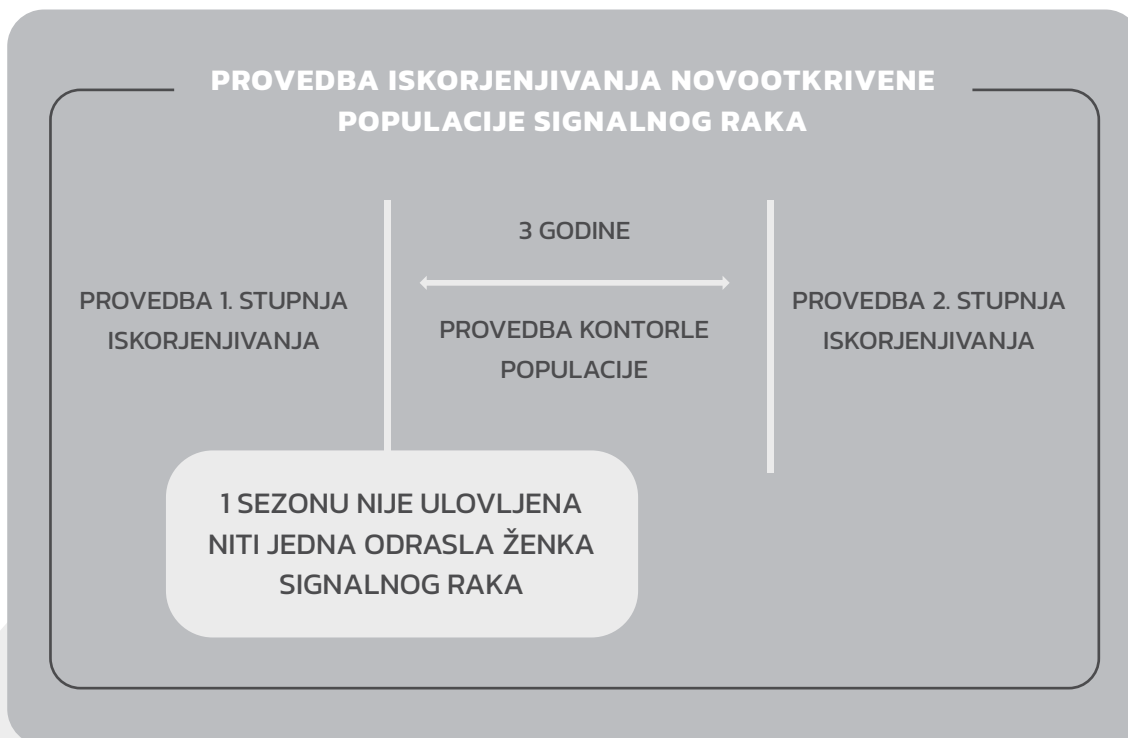 PROVEDBA ISKORJENJIVANJA NOVOOTKRIVENE
POPULACIJE SIGNALNOG RAKA
PROVEDBA 1. STUPNJA
ISKORJENJIVANJA
3 GODINE
PROVEDBA KONTORLE
POPULACIJE
PROVEDBA 2. STUPNJA
ISKORJENJIVANJA
1 SEZONU NIJE ULOVLJENA
NITI JEDNA ODRASLA ŽENKA
SIGNALNOG RAKA